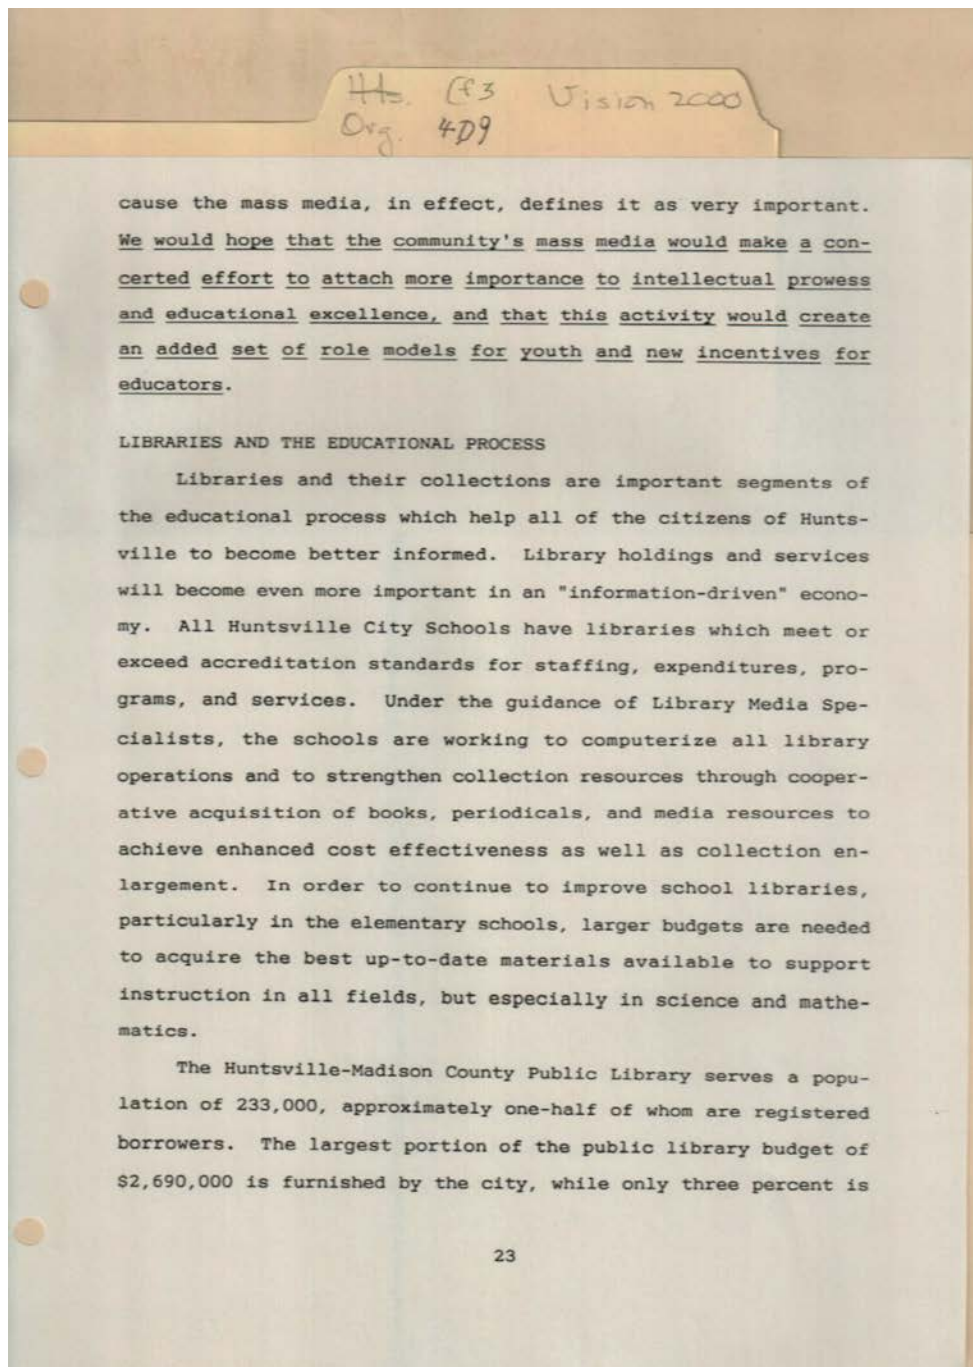 Hts. Cf3 Vision 2000
Org. 4D9
cause the mass media, in effect, defines it as very important.
We would hope that the community's mass media would make a con-
certed effort to attach more importance to intellectual prowess
and educational excellence, and that this activity would create
an added set of role models for youth and new incentives for
educators.
LIBRARIES AND THE EDUCATIONAL PROCESS
Libraries and their collections are important segments of
the educational process which help all of the citizens of Hunts-
ville to become better informed. Library holdings and services
will become even more important in an "information-driven" econo-
my. All Huntsville City Schools have libraries which meet or
exceed accreditation standards for staffing, expenditures, pro-
grams, and services. Under the guidance of Library Media Spe-
cialists, the schools are working to computerize all library
operations and to strengthen collection resources through cooper-
ative acquisition of books, periodicals, and media resources to
achieve enhanced cost effectiveness as well as collection en-
largement. In order to continue to improve school libraries,
particularly in the elementary schools, larger budgets are needed
to acquire the best up-to-date materials available to support
instruction in all fields, but especially in science and mathe-
matics.
The Huntsville-Madison County Public Library serves a popu-
lation of 233,000, approximately one-half of whom are registered
borrowers. The largest portion of the public library budget of
$2,690,000 is furnished by the city, while only three percent is
23